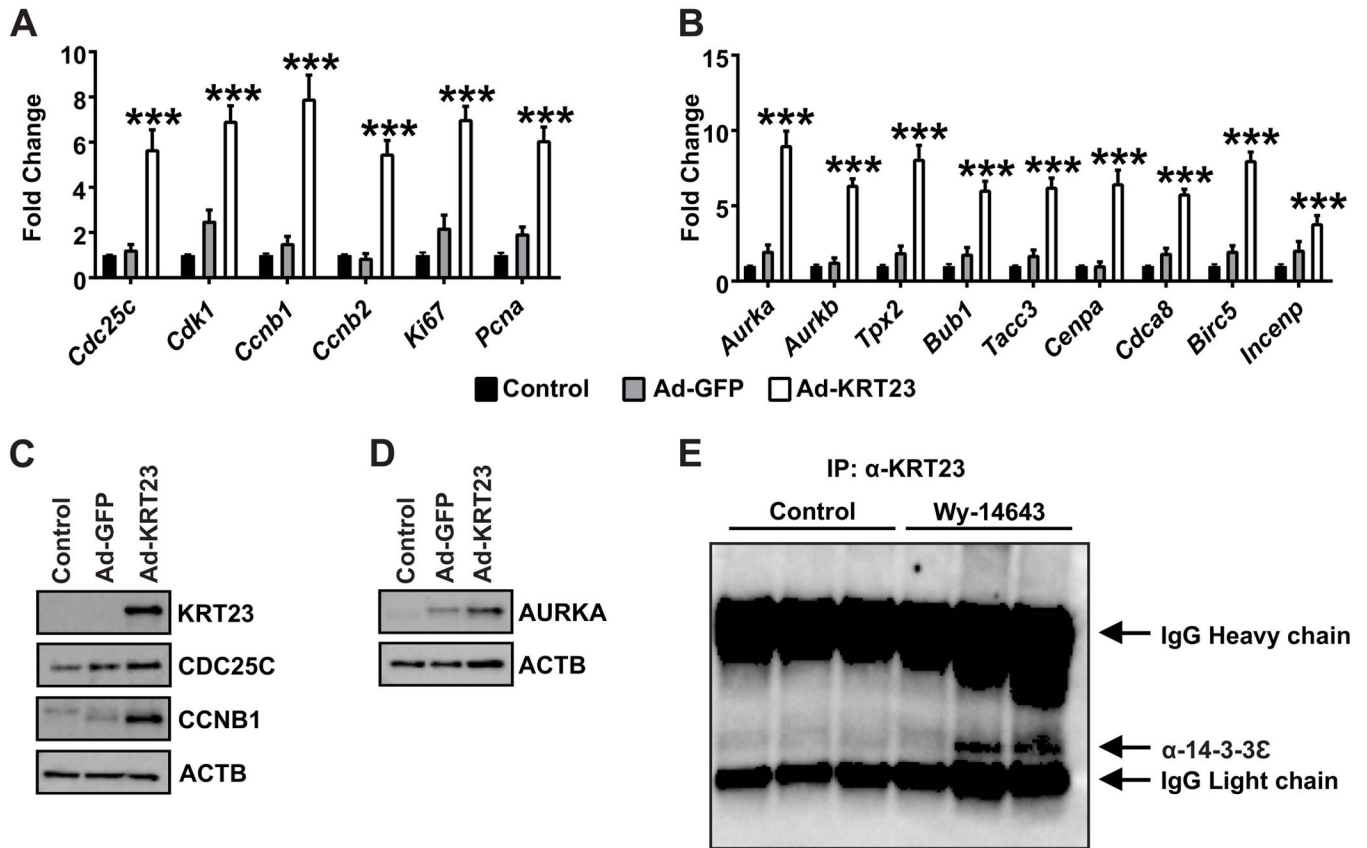 A
Fold Change
10
8
6
4
2
0
***
***
***
***
***
***
Cdc25c
Cdk1
Ccnb1
Ccnb2
Ki67
Pcna
B
Fold Change
15
10
5
0
***
***
***
***
***
***
***
***
***
Aurka
Aurkb
Tpx2
Bub1
Tacc3
Cenpa
Cdca8
Birc5
Incenp
Control Ad-GFP Ad-KRT23
C
Control
Ad-GFP
Ad-KRT23
KRT23
CDC25C
CCNB1
ACTB
D
Control
Ad-GFP
Ad-KRT23
AURKA
ACTB
E
IP: α-KRT23
Control Wy-14643
IgG Heavy chain
α-14-3-3Ɛ
IgG Light chain